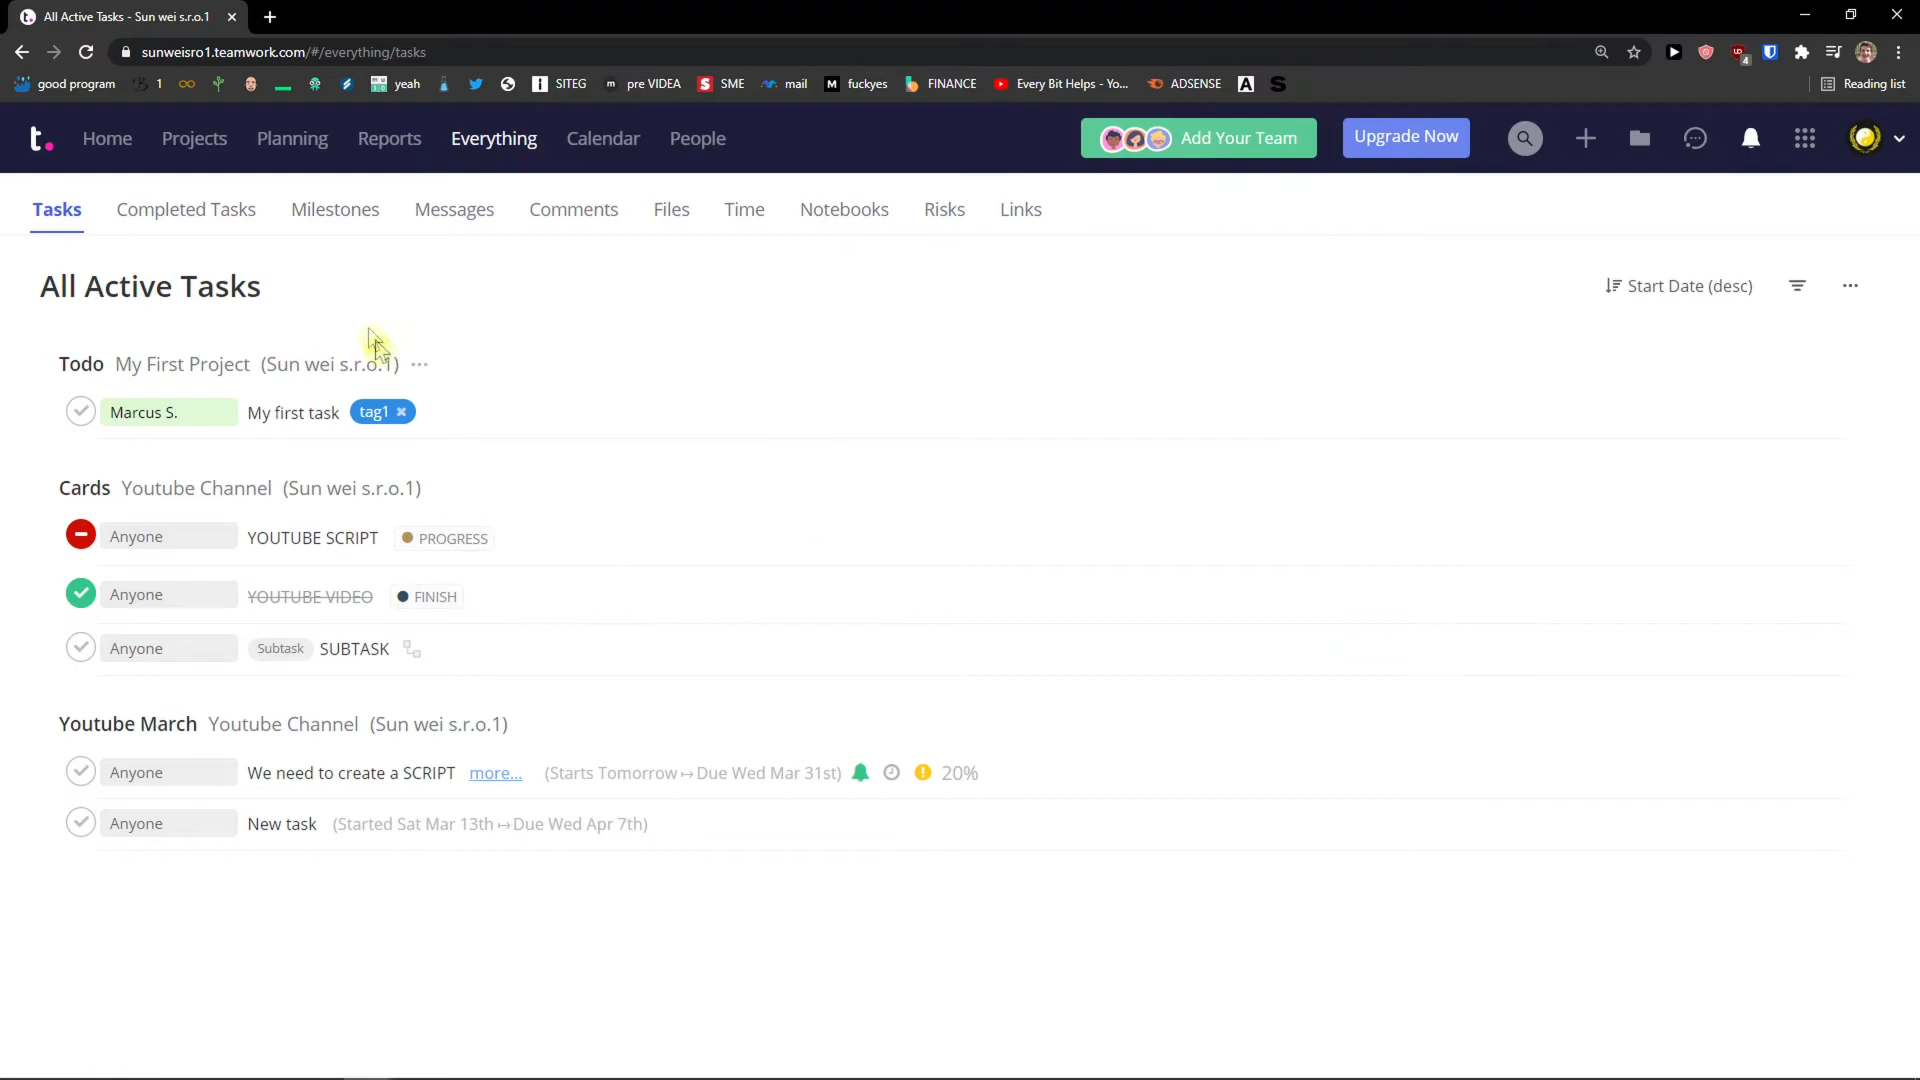 All Active Tasks - Sun wei s.r.o.1
sunweisro1.teamwork.com/#/everything/tasks
4
good program
1
yeah
SITEG
m pre VIDEA
S SME
mail
M fuckyes
FINANCE
Every Bit Helps - Yo...
ADSENSE
A
S
Reading list
t. Home Projects Planning Reports Everything Calendar People
Add Your Team
Upgrade Now
Tasks Completed Tasks Milestones Messages Comments Files Time Notebooks Risks Links
All Active Tasks
Start Date (desc)
Todo My First Project (Sun wei s.r.o.1)
Marcus S. My first task tag1
Cards Youtube Channel (Sun wei s.r.o.1)
Anyone YOUTUBE SCRIPT PROGRESS
Anyone YOUTUBE VIDEO FINISH
Anyone Subtask SUBTASK
Youtube March Youtube Channel (Sun wei s.r.o.1)
Anyone We need to create a SCRIPT more... (Starts Tomorrow ↦ Due Wed Mar 31st) 20%
Anyone New task (Started Sat Mar 13th ↦ Due Wed Apr 7th)